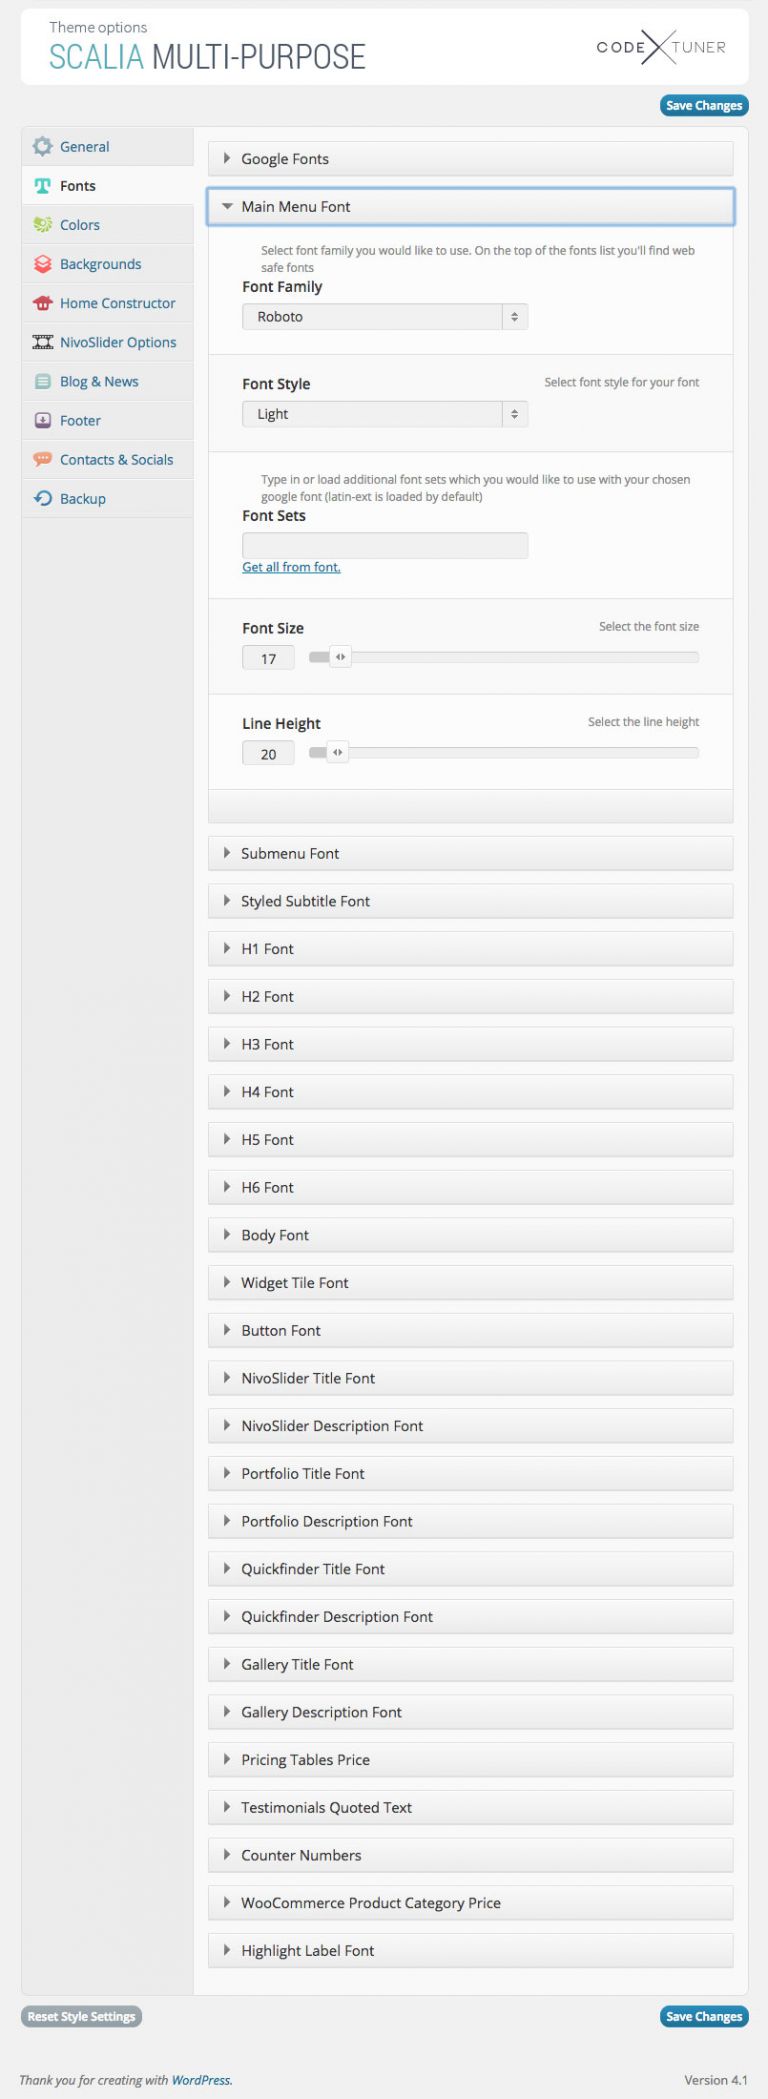 Theme options
SCALIA MULTI-PURPOSE
CODE X TUNER
Save Changes
General
Fonts
Colors
Backgrounds
Home Constructor
NivoSlider Options
Blog & News
Footer
Contacts & Socials
Backup
Google Fonts
Main Menu Font
Select font family you would like to use. On the top of the fonts list you'll find web
safe fonts
Font Family
Roboto
Font Style
Select font style for your font
Light
Type in or load additional font sets which you would like to use with your chosen
google font (latin-ext is loaded by default)
Font Sets
Get all from font.
Font Size
Select the font size
17
Line Height
Select the line height
20
Submenu Font
Styled Subtitle Font
H1 Font
H2 Font
H3 Font
H4 Font
H5 Font
H6 Font
Body Font
Widget Tile Font
Button Font
NivoSlider Title Font
NivoSlider Description Font
Portfolio Title Font
Portfolio Description Font
Quickfinder Title Font
Quickfinder Description Font
Gallery Title Font
Gallery Description Font
Pricing Tables Price
Testimonials Quoted Text
Counter Numbers
WooCommerce Product Category Price
Highlight Label Font
Reset Style Settings
Save Changes
Thank you for creating with WordPress.
Version 4.1